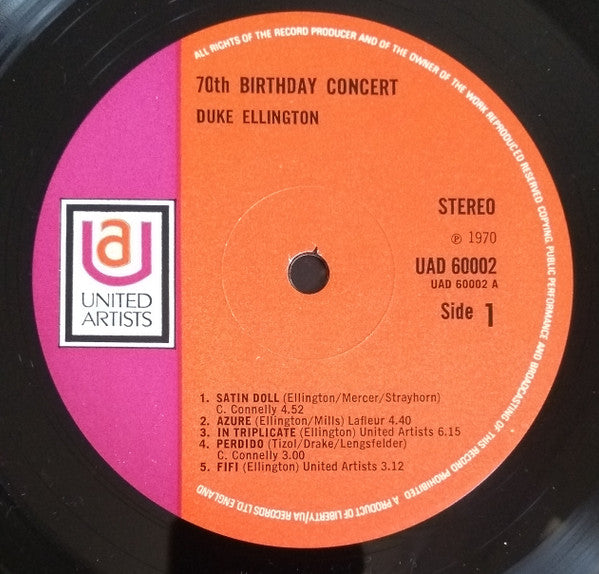 ALL RIGHTS OF THE RECORD PRODUCER AND OF THE OWNER OF THE WORK REPRODUCED RESERVED COPYING, PUBLIC PERFORMANCE AND BROADCASTING OF THIS RECORD PROHIBITED A PRODUCT OF LIBERTY/UA RECORDS LTD. ENGLAND
70th BIRTHDAY CONCERT
DUKE ELLINGTON
ua
UNITED
ARTISTS
STEREO
℗ 1970
UAD 60002
UAD 60002 A
Side 1
1. SATIN DOLL (Ellington/Mercer/Strayhorn)
C. Connelly 4.52
2. AZURE (Ellington/Mills) Lafleur 4.40
3. IN TRIPLICATE (Ellington) United Artists 6.15
4. PERDIDO (Tizol/Drake/Lengsfelder)
C. Connelly 3.00
5. FIFI (Ellington) United Artists 3.12